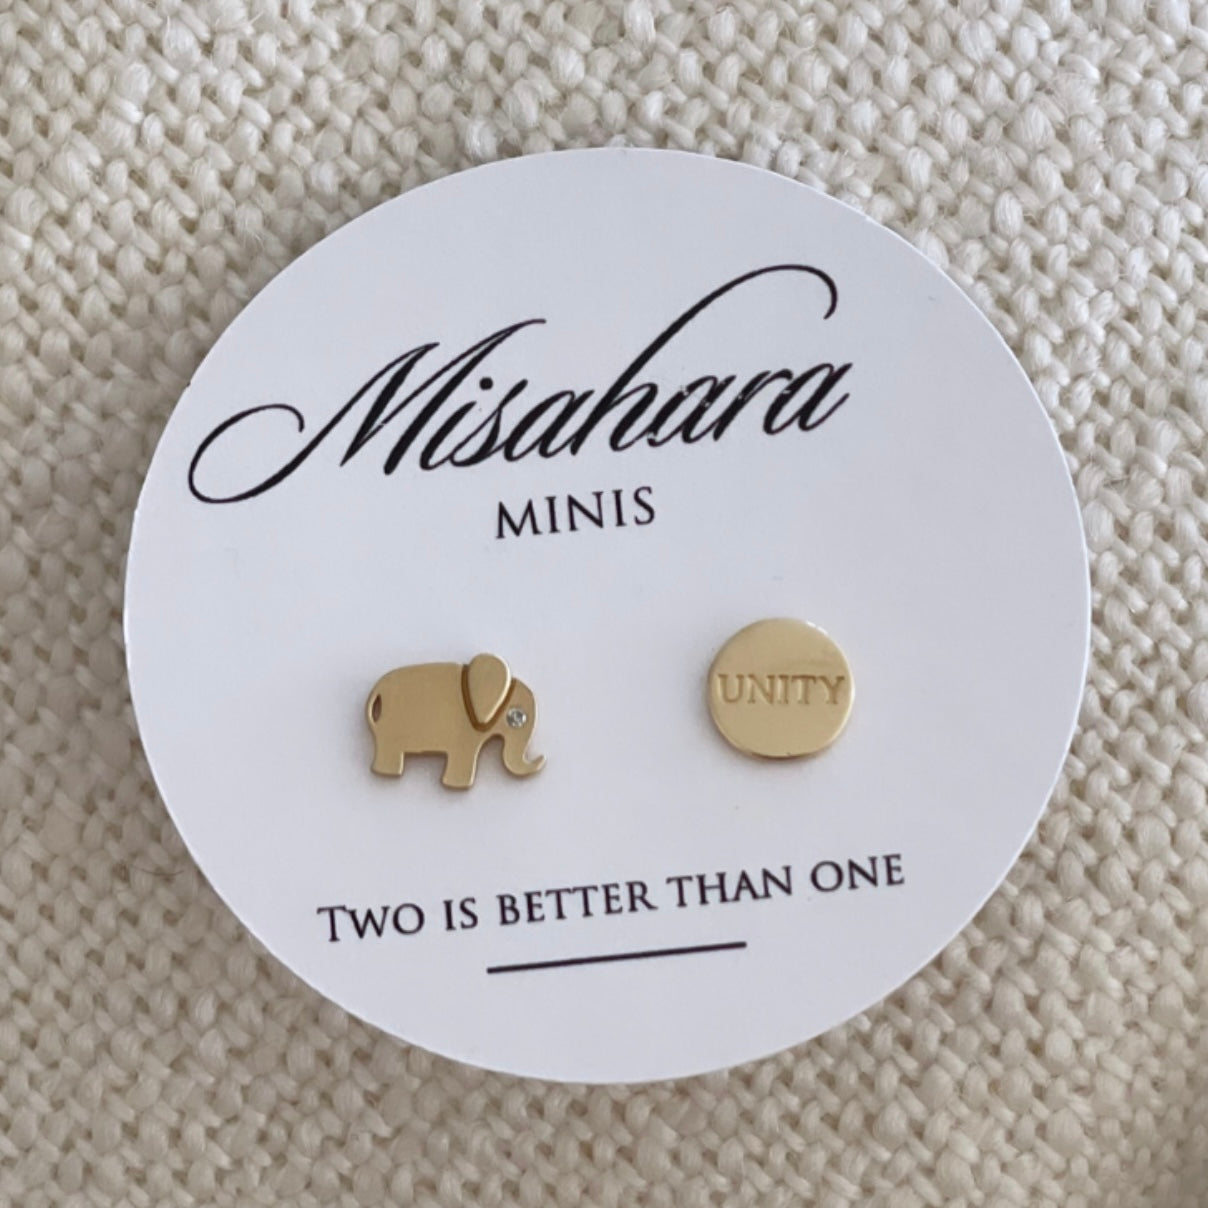 Misahara
MINIS
UNITY
TWO IS BETTER THAN ONE